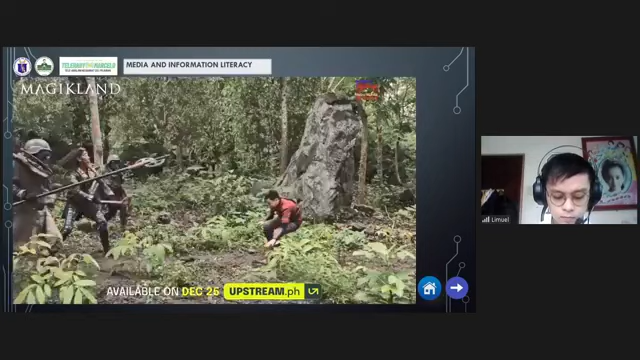 MEDIA AND INFORMATION LITERACY
MAGIKLAND
AVAILABLE ON DEC 25 UPSTREAM.ph
Limuel